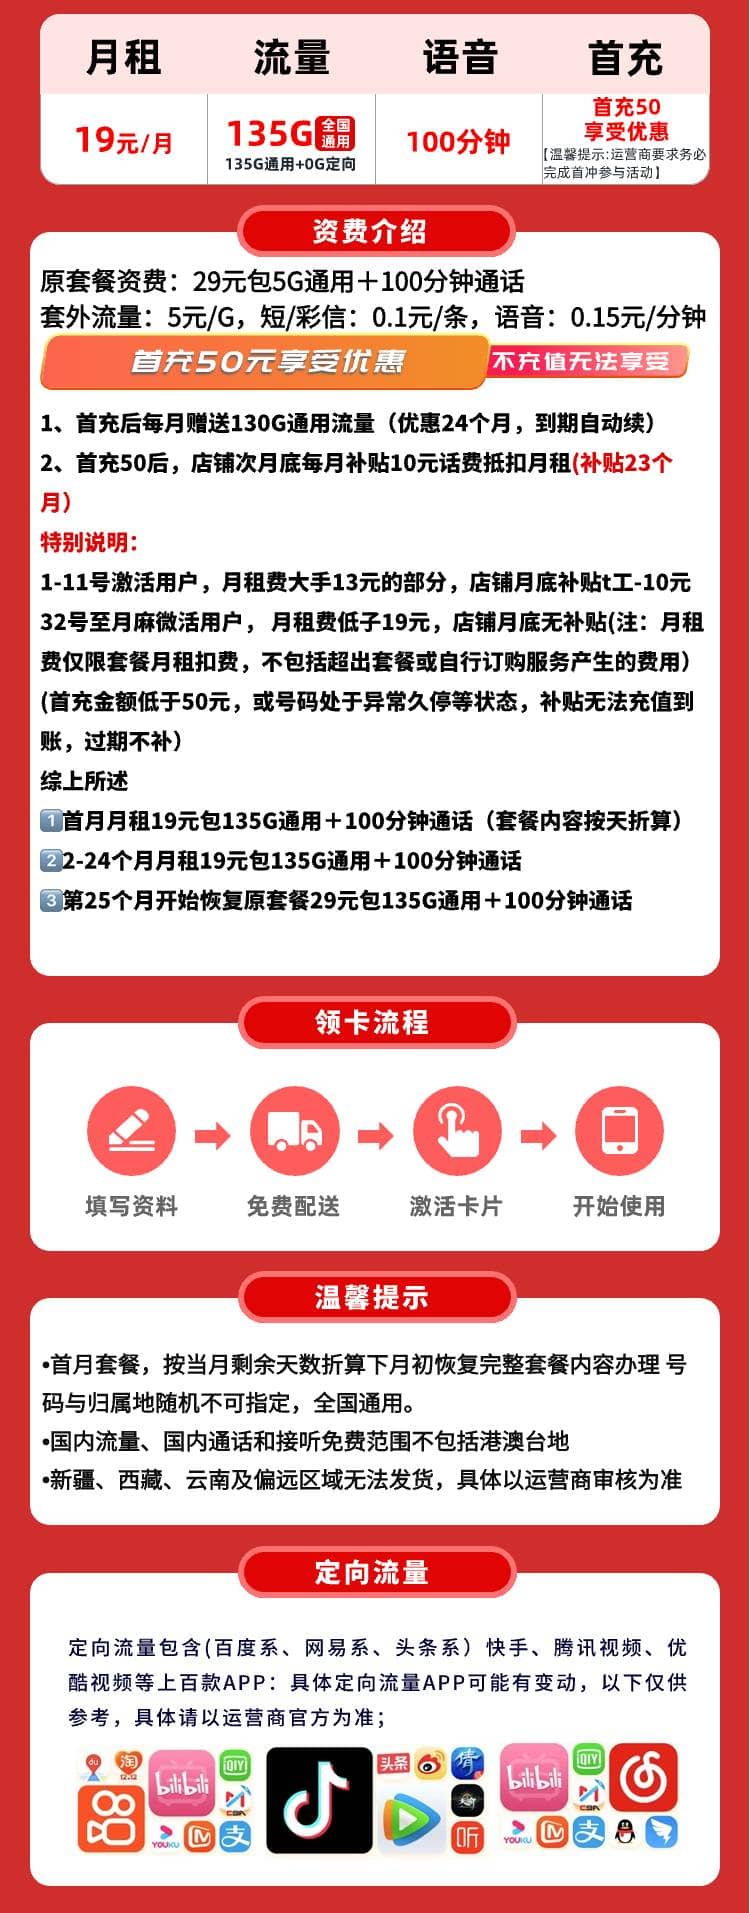 月租 流量 语音 首充
19元/月 135G全国通用 100分钟 首充50
享受优惠
135G通用+0G定向
【温馨提示:运营商要求务必
完成首冲参与活动】
资费介绍
原套餐资费：29元包5G通用＋100分钟通话
套外流量：5元/G，短/彩信：0.1元/条，语音：0.15元/分钟
首充50元享受优惠 不充值无法享受
1、首充后每月赠送130G通用流量（优惠24个月，到期自动续）
2、首充50后，店铺次月底每月补贴10元话费抵扣月租(补贴23个
月）
特别说明：
1-11号激活用户，月租费大手13元的部分，店铺月底补贴t工-10元
32号至月麻微活用户， 月租费低子19元，店铺月底无补贴(注：月租
费仅限套餐月租扣费，不包括超出套餐或自行订购服务产生的费用）
(首充金额低于50元，或号码处于异常久停等状态，补贴无法充值到
账，过期不补）
综上所述
1首月月租19元包135G通用＋100分钟通话（套餐内容按天折算）
2 2-24个月月租19元包135G通用＋100分钟通话
3第25个月开始恢复原套餐29元包135G通用＋100分钟通话
领卡流程
填写资料 免费配送 激活卡片 开始使用
温馨提示
•首月套餐，按当月剩余天数折算下月初恢复完整套餐内容办理 号
码与归属地随机不可指定，全国通用。
•国内流量、国内通话和接听免费范围不包括港澳台地
•新疆、西藏、云南及偏远区域无法发货，具体以运营商审核为准
定向流量
定向流量包含(百度系、网易系、头条系）快手、腾讯视频、优
酷视频等上百款APP：具体定向流量APP可能有变动，以下仅供
参考，具体请以运营商官方为准；
du 淘 12.12 bilibili QIY CBA YOUKU 支
头条 倩 听
bilibili QIY CBA YOUKU 支